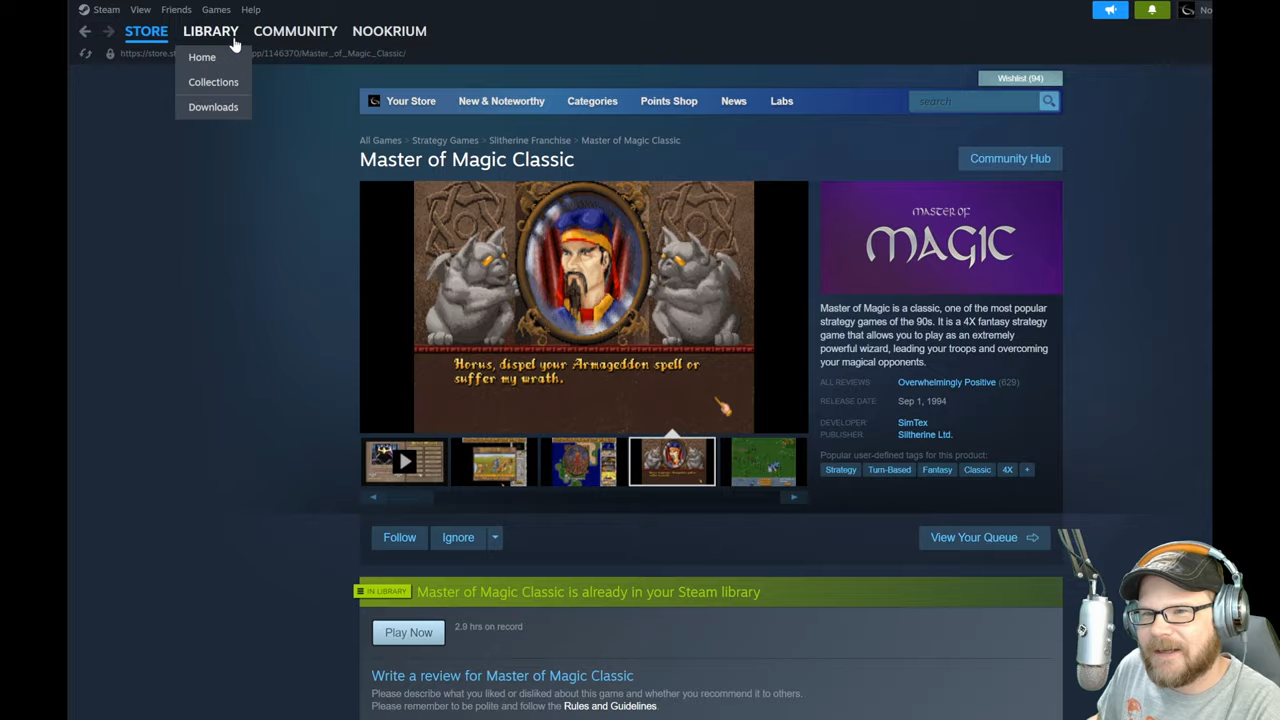 Steam View Friends Games Help
No
STORE LIBRARY COMMUNITY NOOKRIUM
https://store.st
app/1146370/Master_of_Magic_Classic/
Home
Collections
Downloads
Wishlist (94)
Your Store New & Noteworthy Categories Points Shop News Labs
search
All Games > Strategy Games > Slitherine Franchise > Master of Magic Classic
Master of Magic Classic
Community Hub
Horus, dispel your Armageddon spell or
suffer my wrath.
MASTER OF
MAGIC
Master of Magic is a classic, one of the most popular
strategy games of the 90s. It is a 4X fantasy strategy
game that allows you to play as an extremely
powerful wizard, leading your troops and overcoming
your magical opponents.
ALL REVIEWS: Overwhelmingly Positive (629)
RELEASE DATE: Sep 1, 1994
DEVELOPER: SimTex
PUBLISHER: Slitherine Ltd.
Popular user-defined tags for this product:
Strategy Turn-Based Fantasy Classic 4X +
Follow Ignore
View Your Queue
IN LIBRARY Master of Magic Classic is already in your Steam library
Play Now 2.9 hrs on record
Write a review for Master of Magic Classic
Please describe what you liked or disliked about this game and whether you recommend it to others.
Please remember to be polite and follow the Rules and Guidelines.